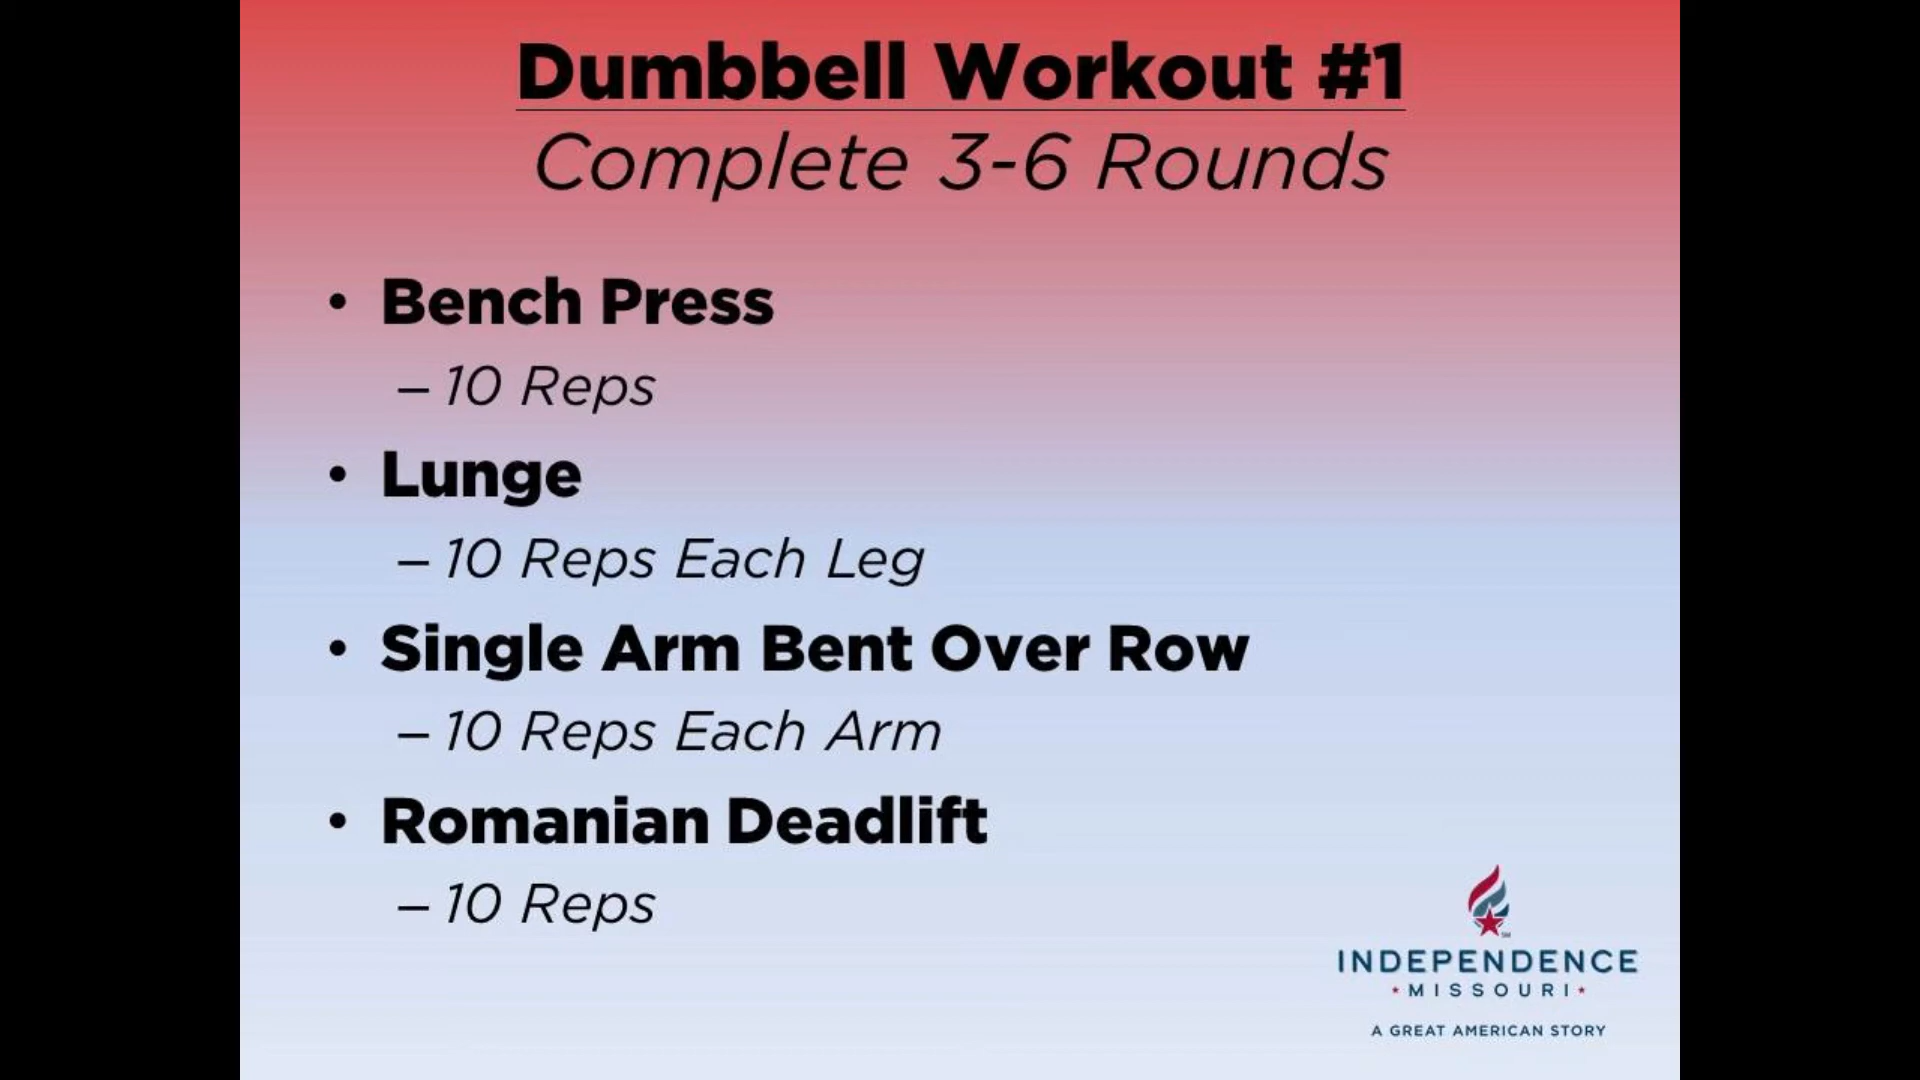 Dumbbell Workout #1
Complete 3-6 Rounds
• Bench Press
– 10 Reps
• Lunge
– 10 Reps Each Leg
• Single Arm Bent Over Row
– 10 Reps Each Arm
• Romanian Deadlift
– 10 Reps
SM
INDEPENDENCE
★ MISSOURI ★
A GREAT AMERICAN STORY